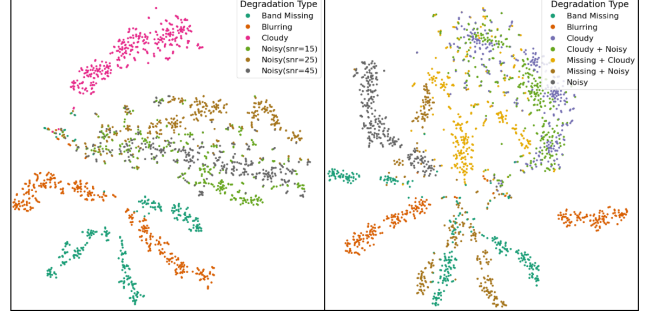 Degradation Type
Band Missing
Blurring
Cloudy
Noisy(snr=15)
Noisy(snr=25)
Noisy(snr=45)
Degradation Type
Band Missing
Blurring
Cloudy
Cloudy + Noisy
Missing + Cloudy
Missing + Noisy
Noisy